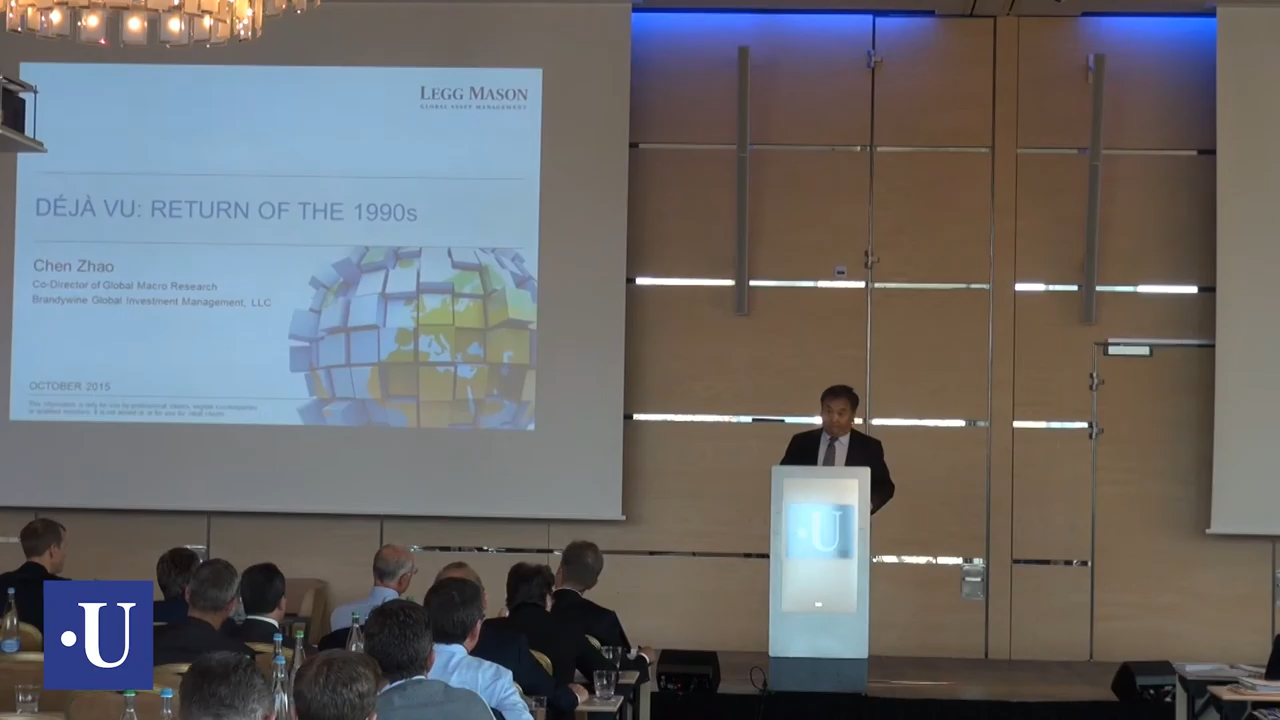 LEGG MASON
GLOBAL ASSET MANAGEMENT
DÉJÀ VU: RETURN OF THE 1990s
Chen Zhao
Co-Director of Global Macro Research
Brandywine Global Investment Management, LLC
OCTOBER 2015
·U
·U